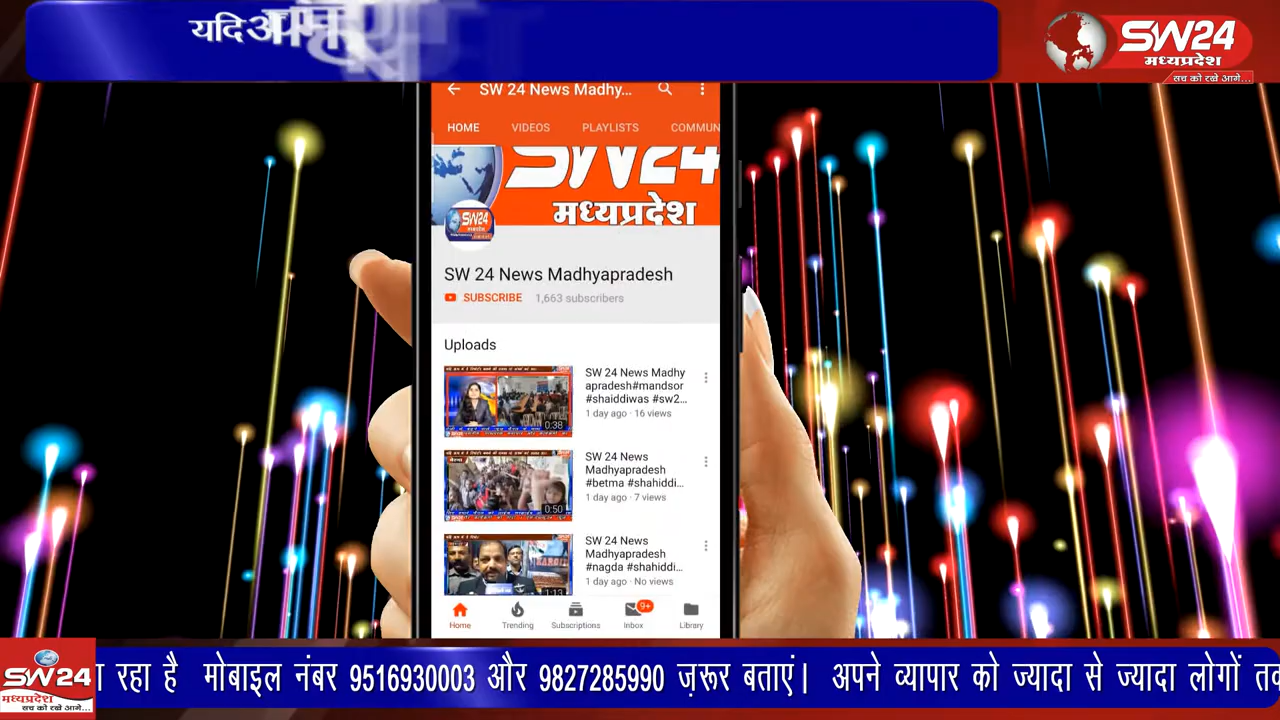 यदि
SW24
मध्यप्रदेश
सच को रखे आगे...
SW 24 News Madhy...
HOME VIDEOS PLAYLISTS COMMUN
SW24
मध्यप्रदेश
SW24
SW 24 News Madhyapradesh
SUBSCRIBE 1,663 subscribers
Uploads
SW 24 News Madhy
apradesh#mandsor
#shaiddiwas #sw2...
1 day ago · 16 views
0:38
SW 24 News
Madhyapradesh
#betma #shahiddi...
1 day ago · 7 views
0:50
SW 24 News
Madhyapradesh
#nagda #shahiddi...
1 day ago · No views
1:13
9+
Home Trending Subscriptions Inbox Library
SW24
मध्यप्रदेश
सच को रखे आगे...
ा रहा है मोबाइल नंबर 9516930003 और 9827285990 ज़रूर बताएं| अपने व्यापार को ज्यादा से ज्यादा लोगों तक